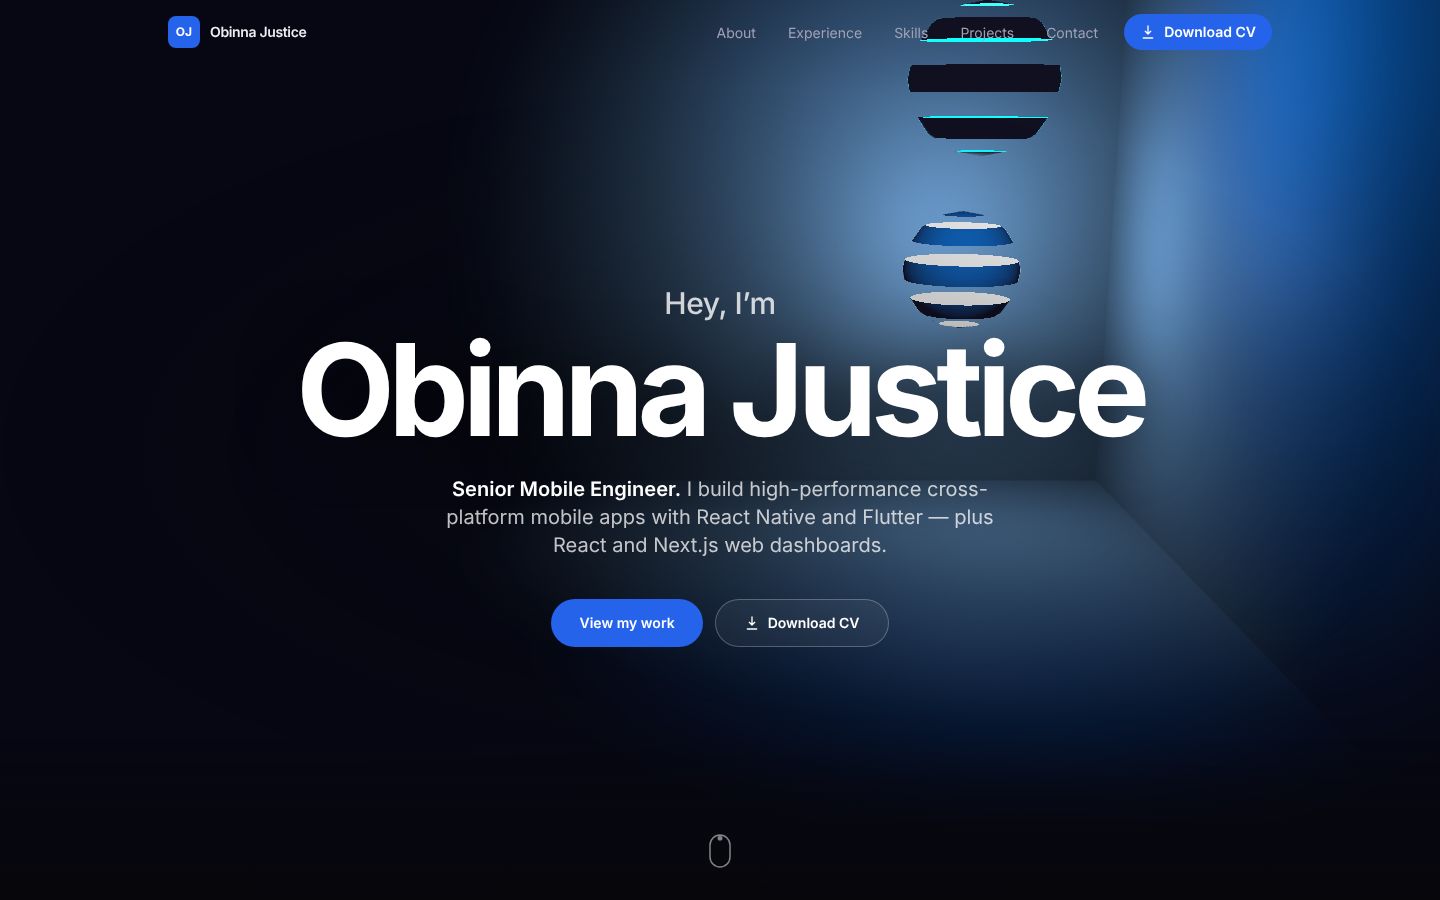 OJ Obinna Justice About Experience Skills Projects Contact Download CV
Hey, I’m
Obinna Justice
Senior Mobile Engineer. I build high-performance cross-
platform mobile apps with React Native and Flutter — plus
React and Next.js web dashboards.
View my work Download CV